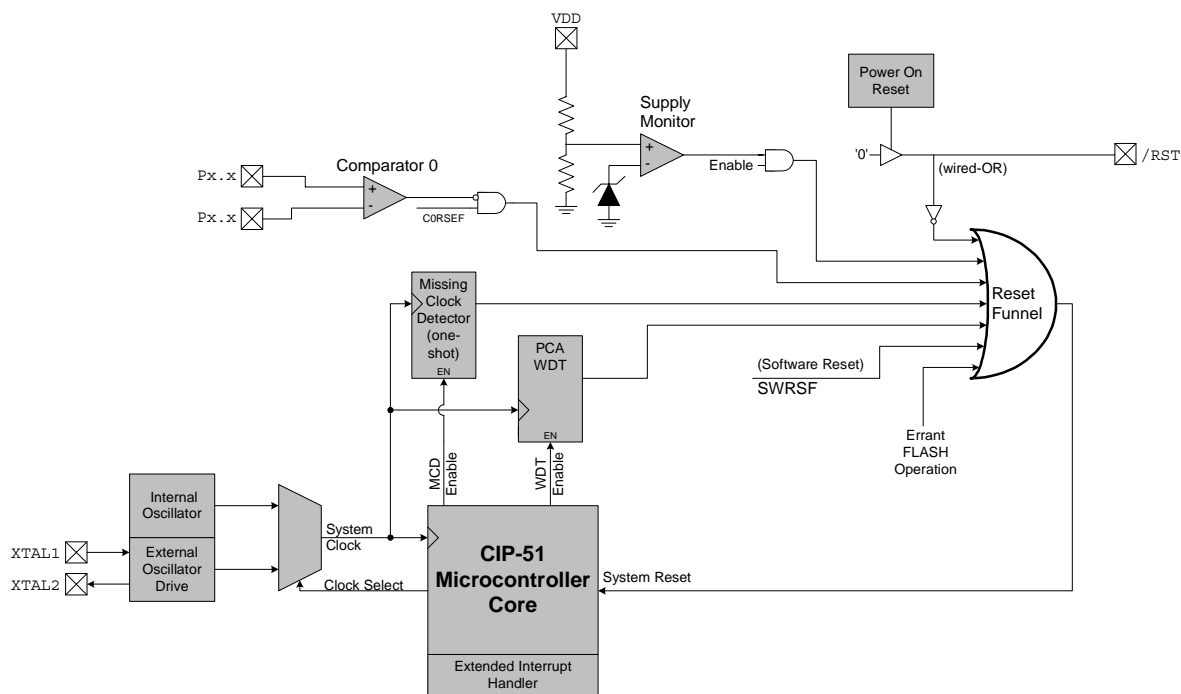 VDD
Power On
Reset
Supply
Monitor
+
-
Enable
'0'
/RST
(wired-OR)
Px.x
Px.x
Comparator 0
+
-
C0RSEF
Missing
Clock
Detector
(one-
shot)
EN
PCA
WDT
EN
Reset
Funnel
(Software Reset)
SWRSF
Errant
FLASH
Operation
MCD
Enable
WDT
Enable
Internal
Oscillator
External
Oscillator
Drive
XTAL1
XTAL2
System
Clock
Clock Select
CIP-51
Microcontroller
Core
System Reset
Extended Interrupt
Handler